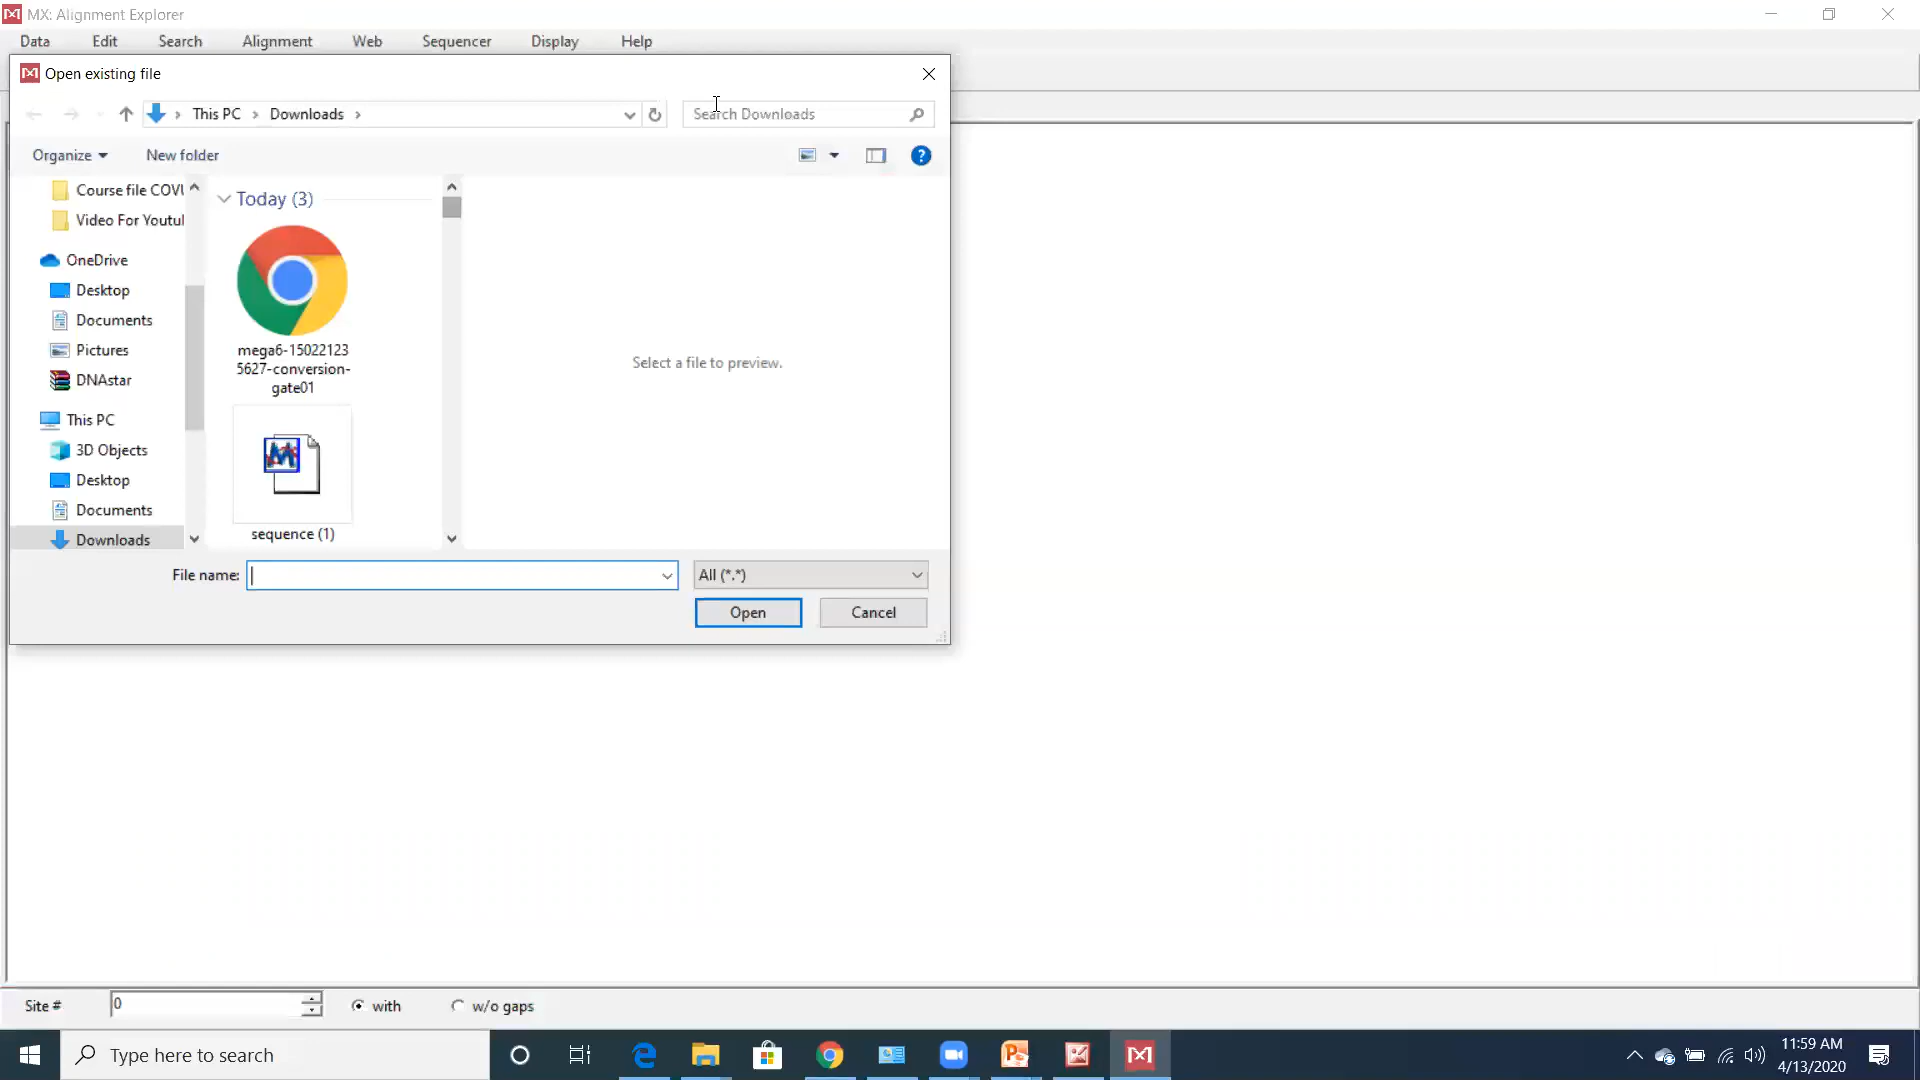 MX: Alignment Explorer
Data Edit Search Alignment Web Sequencer Display Help
Open existing file
This PC > Downloads >
Search Downloads
Organize
New folder
Course file COVI
Video For Youtul
OneDrive
Desktop
Documents
Pictures
DNAstar
This PC
3D Objects
Desktop
Documents
Downloads
Today (3)
mega6-15022123
5627-conversion-
gate01
sequence (1)
Select a file to preview.
File name:
All (*.*)
Open
Cancel
Site # 0 with w/o gaps
Type here to search
11:59 AM
4/13/2020